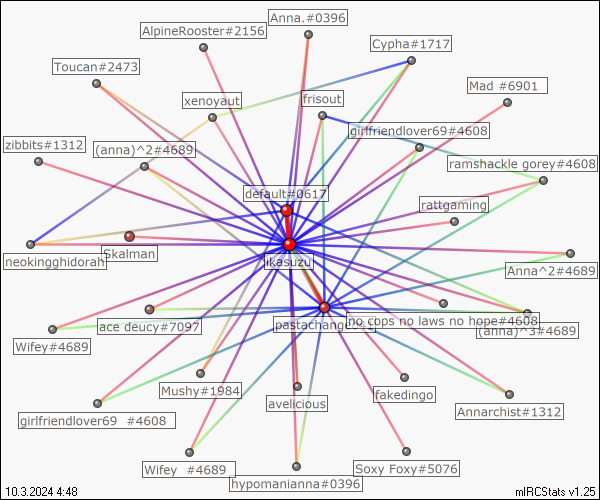 Anna.#0396
AlpineRooster#2156
Cypha#1717
Toucan#2473
Mad #6901
xenoyaut
frisout
girlfriendlover69#4608
zibbits#1312
(anna)^2#4689
ramshackle gorey#4608
default#0617
rattgaming
neokingghidorah
Skalman
likasuzu
Anna^2#4689
ace deucy#7097
pastachange
no cops no laws no hope#4608
(anna)^3#4689
Wifey#4689
Mushy#1984
avelicious
fakedingo
Annarchist#1312
girlfriendlover69 #4608
Wifey #4689
hypomanianna#0396
Soxy Foxy#5076
10.3.2024 4:48
mIRCStats v1.25